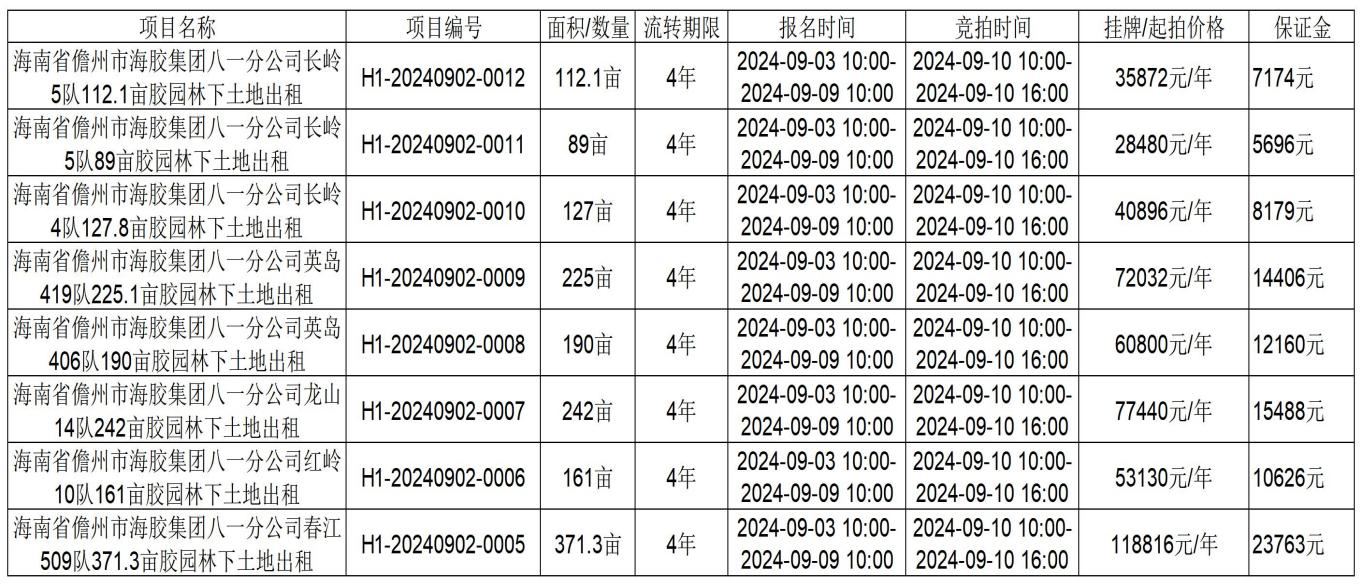 项目名称 项目编号 面积/数量 流转期限 报名时间 竞拍时间 挂牌/起拍价格 保证金
海南省儋州市海胶集团八一分公司长岭
5队112.1亩胶园林下土地出租
H1-20240902-0012 112.1亩 4年
2024-09-03 10:00-
2024-09-09 10:00
2024-09-10 10:00-
2024-09-10 16:00
35872元/年 7174元
海南省儋州市海胶集团八一分公司长岭
5队89亩胶园林下土地出租
H1-20240902-0011 89亩 4年
2024-09-03 10:00-
2024-09-09 10:00
2024-09-10 10:00-
2024-09-10 16:00
28480元/年 5696元
海南省儋州市海胶集团八一分公司长岭
4队127.8亩胶园林下土地出租
H1-20240902-0010 127亩 4年
2024-09-03 10:00-
2024-09-09 10:00
2024-09-10 10:00-
2024-09-10 16:00
40896元/年 8179元
海南省儋州市海胶集团八一分公司英岛
419队225.1亩胶园林下土地出租
H1-20240902-0009 225亩 4年
2024-09-03 10:00-
2024-09-09 10:00
2024-09-10 10:00-
2024-09-10 16:00
72032元/年 14406元
海南省儋州市海胶集团八一分公司英岛
406队190亩胶园林下土地出租
H1-20240902-0008 190亩 4年
2024-09-03 10:00-
2024-09-09 10:00
2024-09-10 10:00-
2024-09-10 16:00
60800元/年 12160元
海南省儋州市海胶集团八一分公司龙山
14队242亩胶园林下土地出租
H1-20240902-0007 242亩 4年
2024-09-03 10:00-
2024-09-09 10:00
2024-09-10 10:00-
2024-09-10 16:00
77440元/年 15488元
海南省儋州市海胶集团八一分公司红岭
10队161亩胶园林下土地出租
H1-20240902-0006 161亩 4年
2024-09-03 10:00-
2024-09-09 10:00
2024-09-10 10:00-
2024-09-10 16:00
53130元/年 10626元
海南省儋州市海胶集团八一分公司春江
509队371.3亩胶园林下土地出租
H1-20240902-0005 371.3亩 4年
2024-09-03 10:00-
2024-09-09 10:00
2024-09-10 10:00-
2024-09-10 16:00
118816元/年 23763元